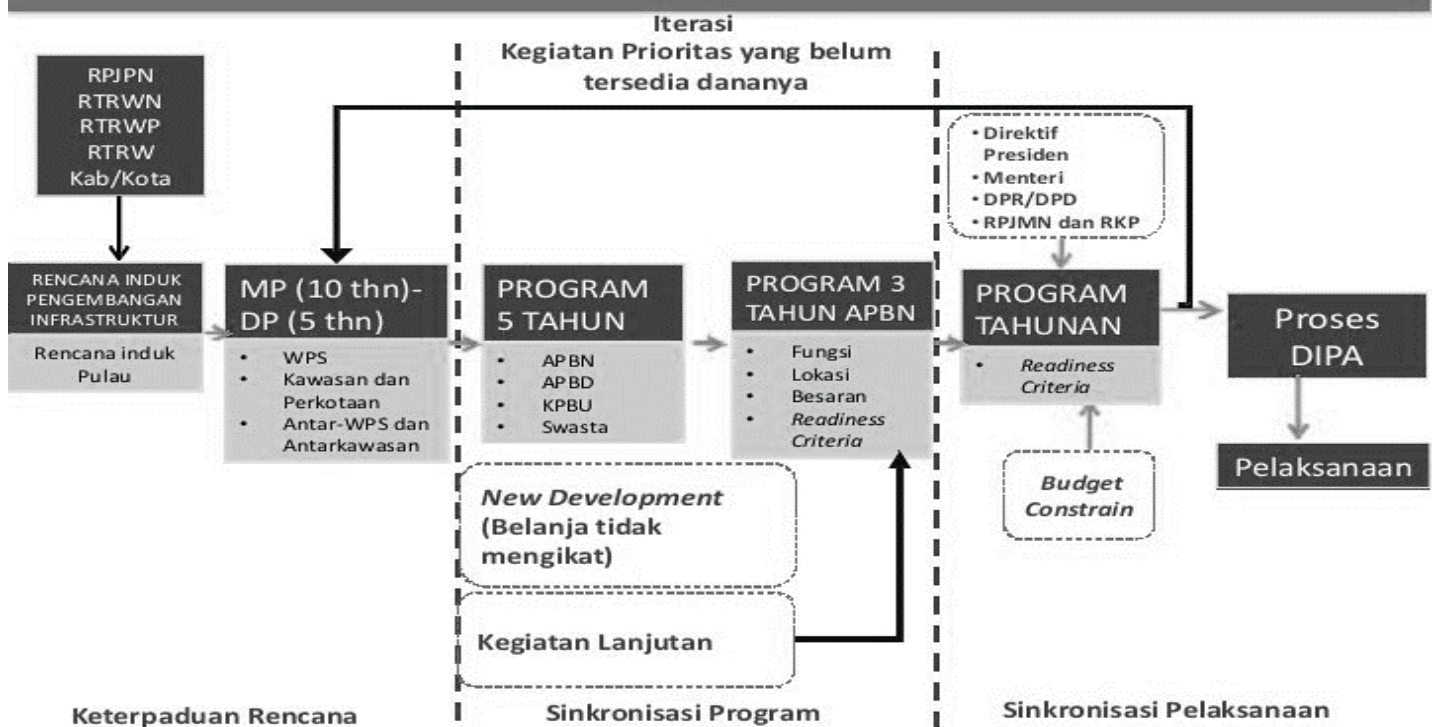 Iterasi
Kegiatan Prioritas yang belum
tersedia dananya
RPJPN
RTRWN
RTRWP
RTRW
Kab/Kota
• Direktif
Presiden
• Menteri
• DPR/DPD
• RPJMN dan RKP
RENCANA INDUK
PENGEMBANGAN
INFRASTRUKTUR
Rencana induk
Pulau
MP (10 thn)-
DP (5 thn)
• WPS
• Kawasan dan
Perkotaan
• Antar-WPS dan
Antarkawasan
PROGRAM
5 TAHUN
• APBN
• APBD
• KPBU
• Swasta
PROGRAM 3
TAHUN APBN
• Fungsi
• Lokasi
• Besaran
• Readiness
Criteria
PROGRAM
TAHUNAN
• Readiness
Criteria
Proses
DIPA
Pelaksanaan
Budget
Constrain
New Development
(Belanja tidak
mengikat)
Kegiatan Lanjutan
Keterpaduan Rencana
Sinkronisasi Program
Sinkronisasi Pelaksanaan